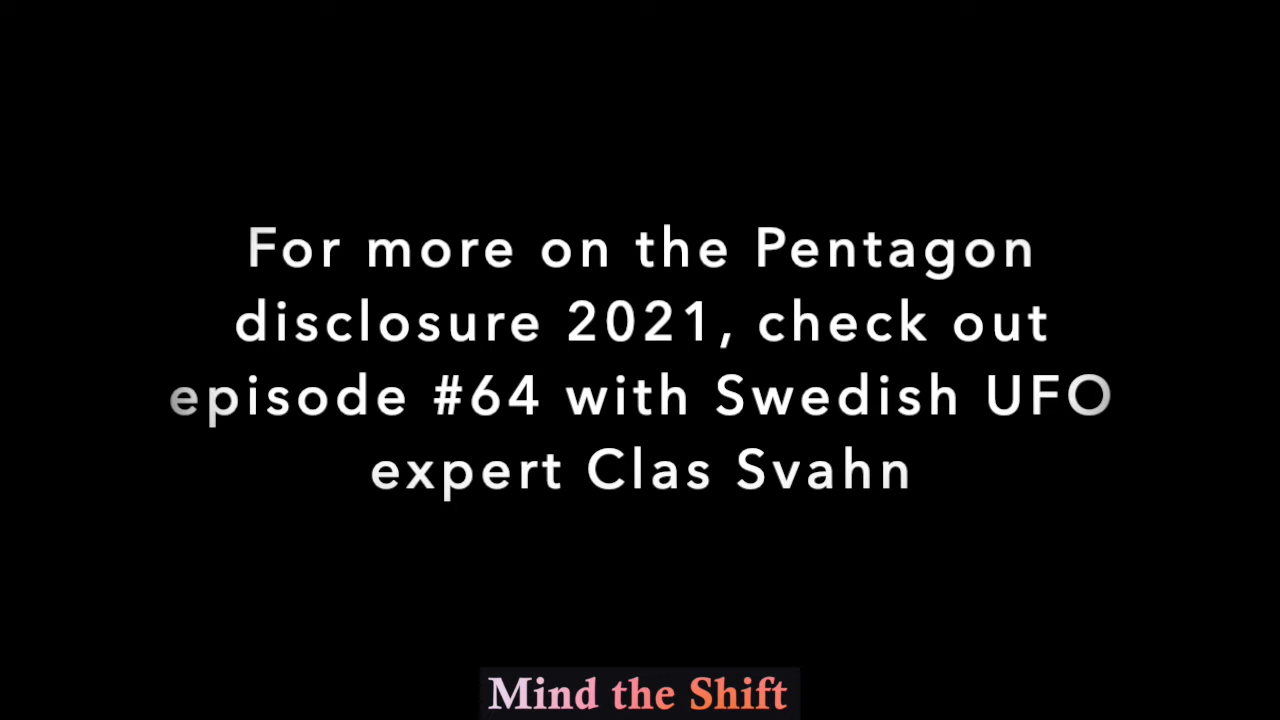 For more on the Pentagon
disclosure 2021, check out
episode #64 with Swedish UFO
expert Clas Svahn
Mind the Shift